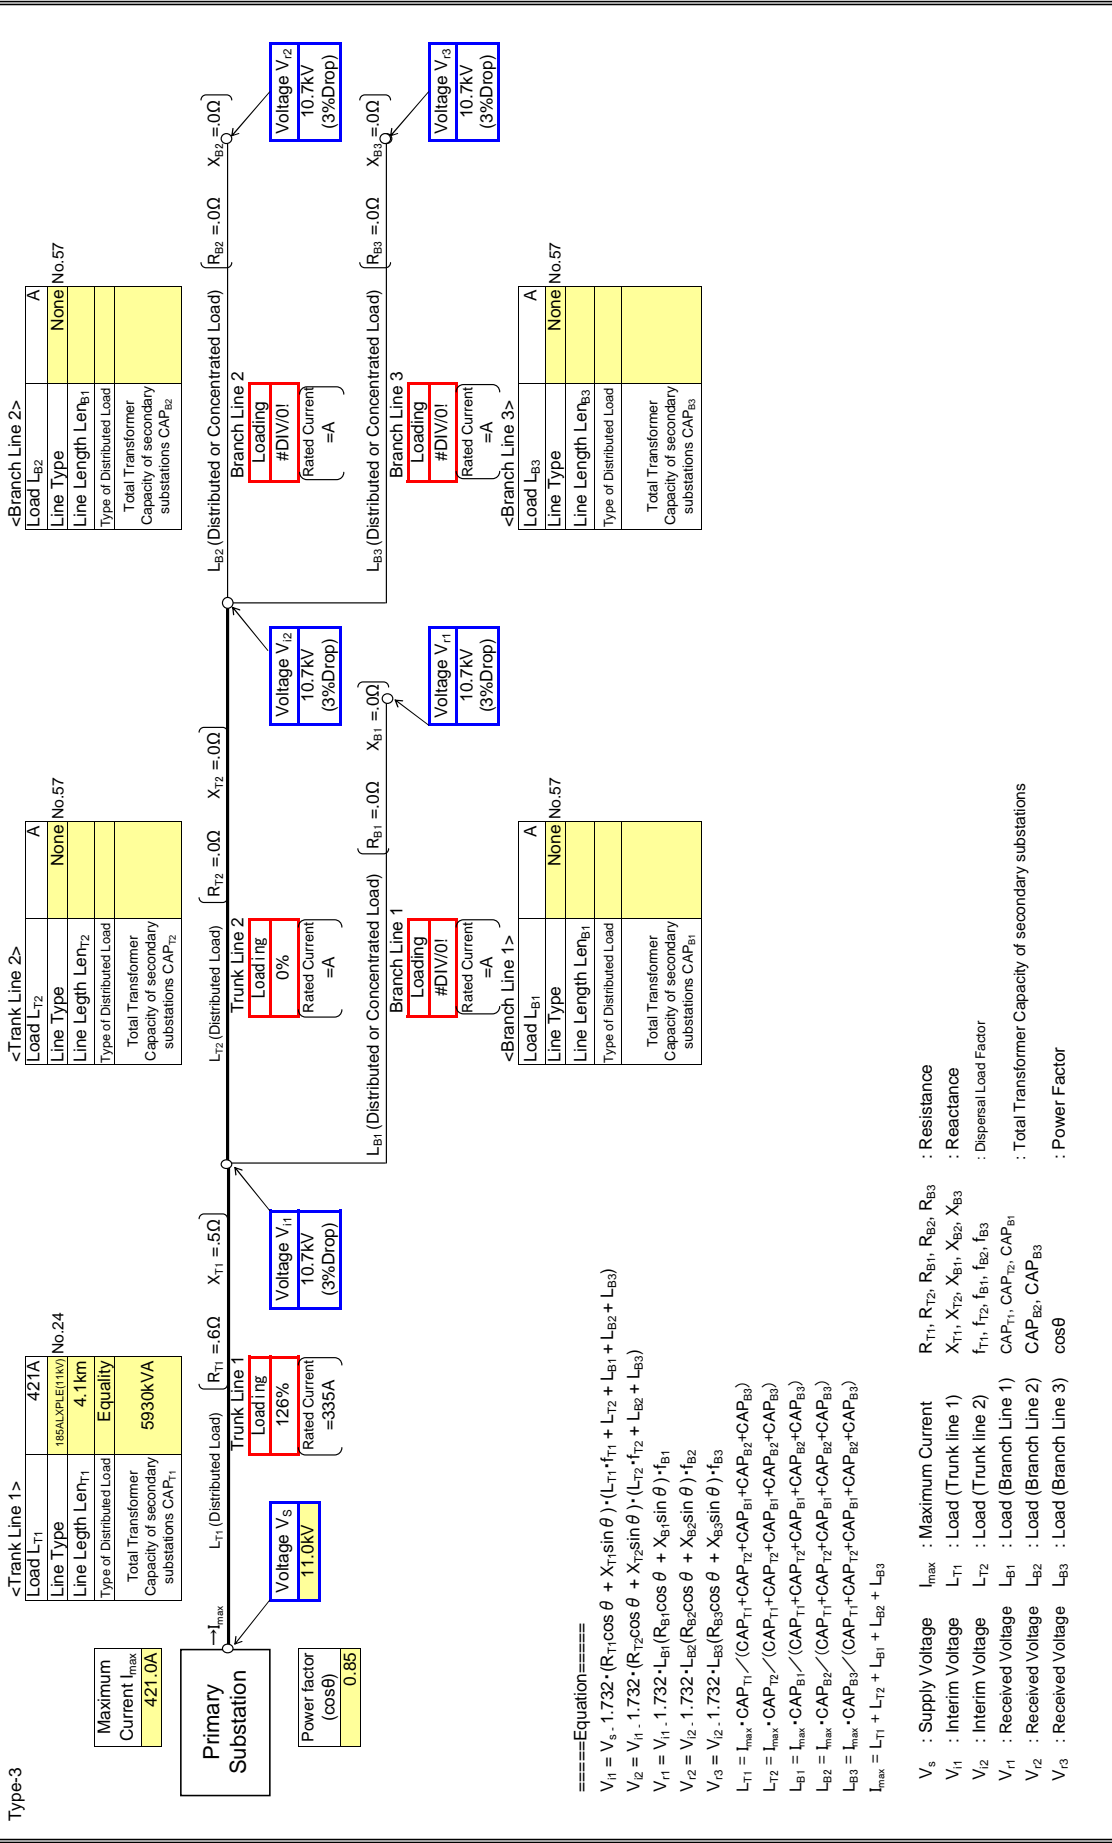 Type-3
<Trank Line 1>
Load LT1 421A
Line Type 185ALXPLE(11kV) No.24
Line Legth LenT1 4.1km
Type of Distributed Load Equality
Total Transformer
Capacity of secondary
substations CAPT1
5930kVA
<Trank Line 2>
Load LT2 A
Line Type None No.57
Line Length LenT2
Type of Distributed Load
Total Transformer
Capacity of secondary
substations CAPT2
<Branch Line 2>
Load LB2 A
Line Type None No.57
Line Length LenB1
Type of Distributed Load
Total Transformer
Capacity of secondary
substations CAPB2
Maximum
Current Imax
421.0A
Primary
Substation
→Imax
Power factor
(cosθ)
0.85
Voltage VS
11.0kV
LT1 (Distributed Load)
RT1 =.6Ω XT1 =.5Ω
Trunk Line 1
Loading
126%
Rated Current
=335A
Voltage Vi1
10.7kV
(3%Drop)
LT2 (Distributed Load)
RT2 =.0Ω XT2 =.0Ω
Trunk Line 2
Loading
0%
Rated Current
=A
Voltage Vi2
10.7kV
(3%Drop)
LB2 (Distributed or Concentrated Load)
RB2 =.0Ω XB2 =.0Ω
Branch Line 2
Loading
#DIV/0!
Rated Current
=A
Voltage Vr2
10.7kV
(3%Drop)
LB1 (Distributed or Concentrated Load)
RB1 =.0Ω XB1 =.0Ω
Branch Line 1
Loading
#DIV/0!
Rated Current
=A
Voltage Vr1
10.7kV
(3%Drop)
LB3 (Distributed or Concentrated Load)
RB3 =.0Ω XB3 =.0Ω
Branch Line 3
Loading
#DIV/0!
Rated Current
=A
Voltage Vr3
10.7kV
(3%Drop)
<Branch Line 1>
Load LB1 A
Line Type None No.57
Line Length LenB1
Type of Distributed Load
Total Transformer
Capacity of secondary
substations CAPB1
<Branch Line 3>
Load LB3 A
Line Type None No.57
Line Length LenB3
Type of Distributed Load
Total Transformer
Capacity of secondary
substations CAPB3
=====Equation=====
Vi1 = Vs - 1.732・(RT1cos θ + XT1sin θ)・(LT1・fT1 + LT2 + LB1 + LB2 + LB3)
Vi2 = Vi1 - 1.732・(RT2cos θ + XT2sin θ)・(LT2・fT2 + LB2 + LB3)
Vr1 = Vi1 - 1.732・LB1(RB1cos θ + XB1sin θ)・fB1
Vr2 = Vi2 - 1.732・LB2(RB2cos θ + XB2sin θ)・fB2
Vr3 = Vi2 - 1.732・LB3(RB3cos θ + XB3sin θ)・fB3
LT1 = Imax・CAPT1／(CAPT1+CAPT2+CAPB1+CAPB2+CAPB3)
LT2 = Imax・CAPT2／(CAPT1+CAPT2+CAPB1+CAPB2+CAPB3)
LB1 = Imax・CAPB1／(CAPT1+CAPT2+CAPB1+CAPB2+CAPB3)
LB2 = Imax・CAPB2／(CAPT1+CAPT2+CAPB1+CAPB2+CAPB3)
LB3 = Imax・CAPB3／(CAPT1+CAPT2+CAPB1+CAPB2+CAPB3)
Imax = LT1 + LT2 + LB1 + LB2 + LB3
Vs : Supply Voltage Imax : Maximum Current RT1, RT2, RB1, RB2, RB3 : Resistance
Vi1 : Interim Voltage LT1 : Load (Trunk line 1) XT1, XT2, XB1, XB2, XB3 : Reactance
Vi2 : Interim Voltage LT2 : Load (Trunk line 2) fT1, fT2, fB1, fB2, fB3 : Dispersal Load Factor
Vr1 : Received Voltage LB1 : Load (Branch Line 1) CAPT1, CAPT2, CAPB1 : Total Transformer Capacity of secondary substations
Vr2 : Received Voltage LB2 : Load (Branch Line 2) CAPB2, CAPB3
Vr3 : Received Voltage LB3 : Load (Branch Line 3) cosθ : Power Factor